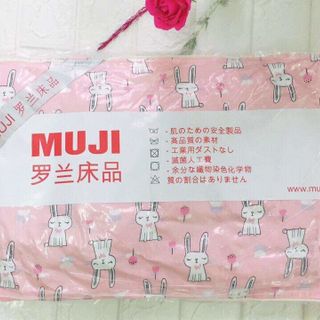 MUJI 罗兰床品
MUJI
罗兰床品
- 肌のための安全製品
- 高品質の素材
- 工業用ダストなし
- 滅菌人工費
- 余分な織物染色化学物
質の割合はありません
www.mu